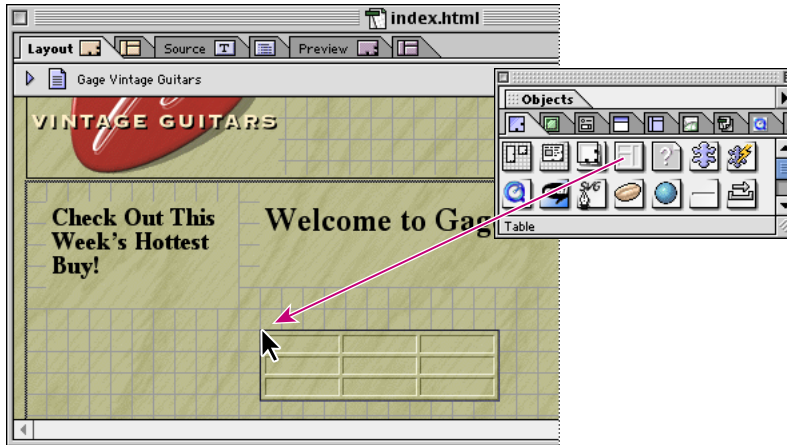 index.html
Layout
Source
T
Preview
Gage Vintage Guitars
Objects
VINTAGE GUITARS
?
SVG
Check Out This
Week's Hottest
Buy!
Welcome to Gag
Table